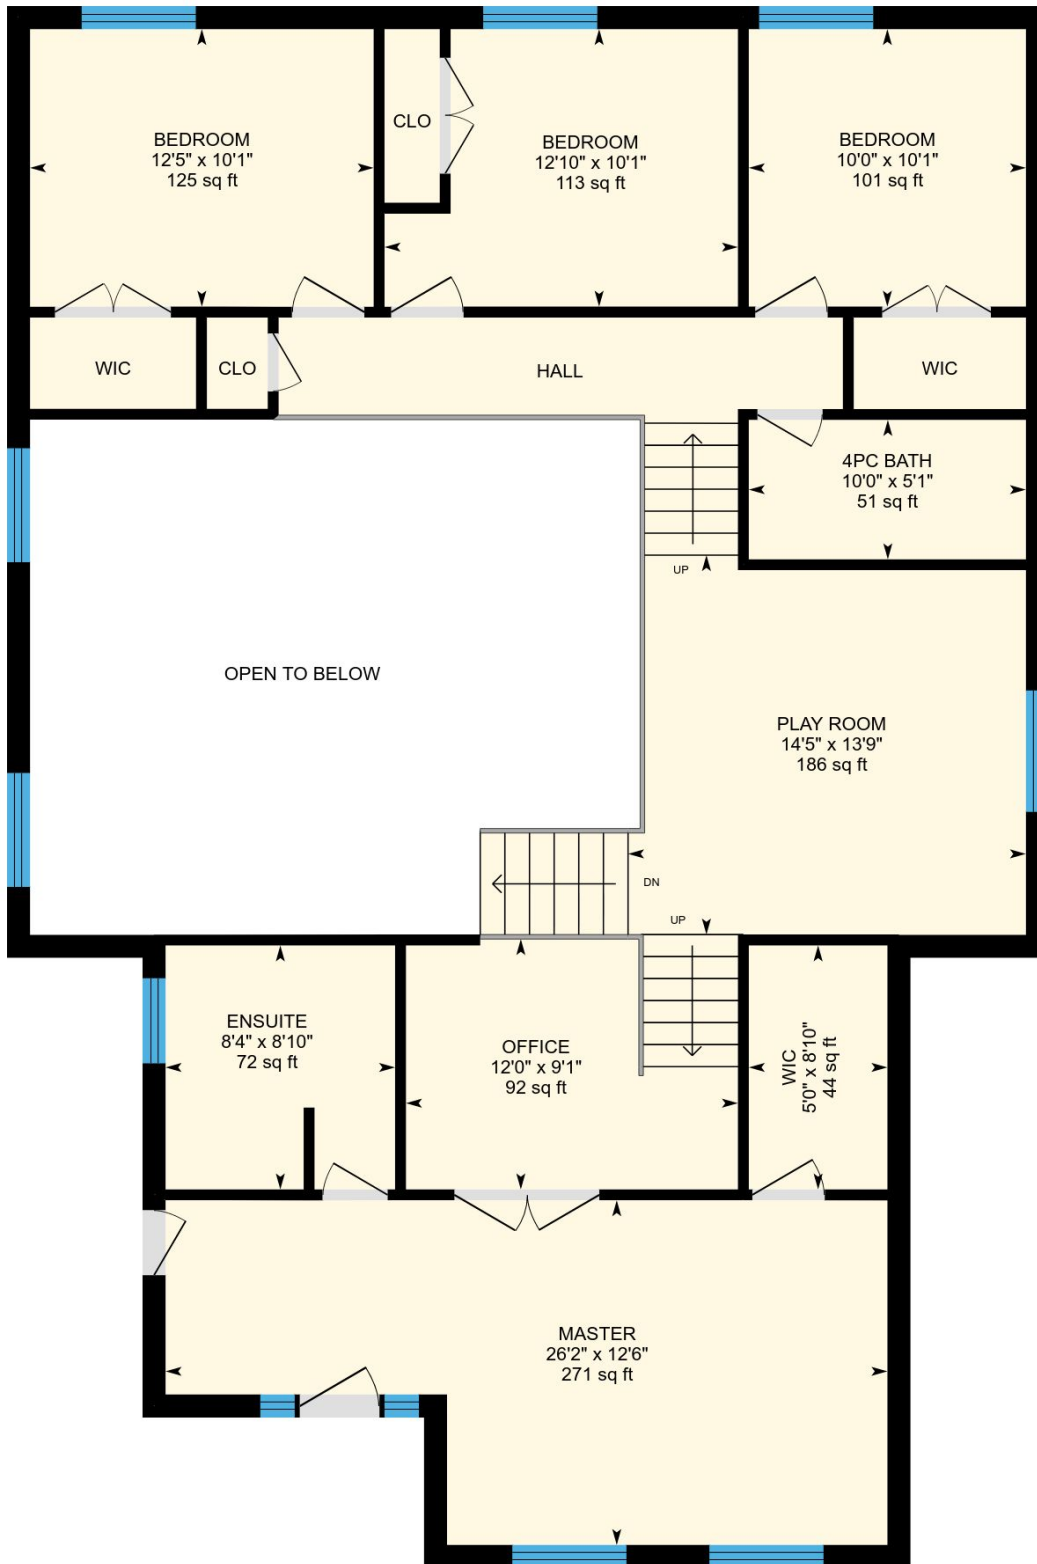 BEDROOM
12'5" x 10'1"
125 sq ft
CLO
BEDROOM
12'10" x 10'1"
113 sq ft
BEDROOM
10'0" x 10'1"
101 sq ft
WIC
CLO
HALL
WIC
4PC BATH
10'0" x 5'1"
51 sq ft
UP
OPEN TO BELOW
PLAY ROOM
14'5" x 13'9"
186 sq ft
DN
UP
ENSUITE
8'4" x 8'10"
72 sq ft
OFFICE
12'0" x 9'1"
92 sq ft
WIC
5'0" x 8'10"
44 sq ft
MASTER
26'2" x 12'6"
271 sq ft